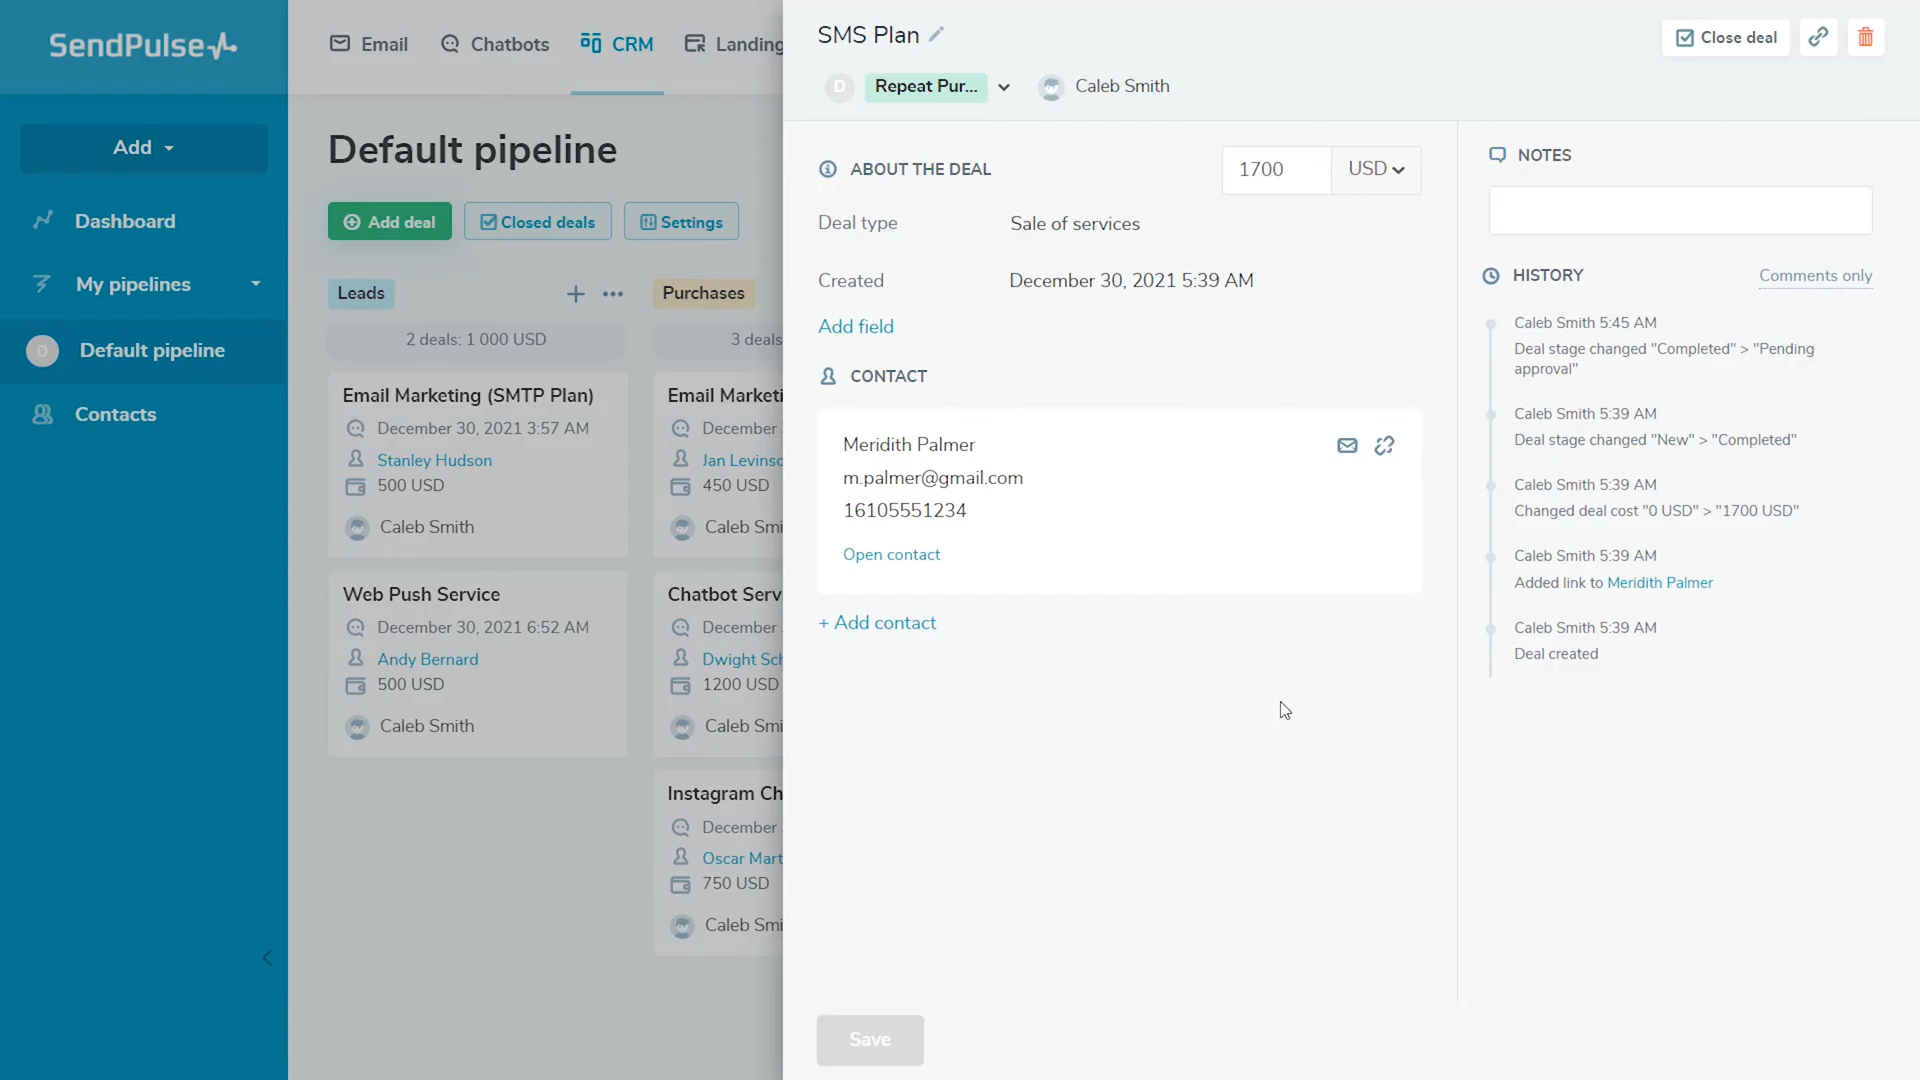 SendPulse
Add
Dashboard
My pipelines
D
Default pipeline
Contacts
Email
Chatbots
CRM
Landing
Default pipeline
Add deal
Closed deals
Settings
Leads
2 deals: 1 000 USD
Email Marketing (SMTP Plan)
December 30, 2021 3:57 AM
Stanley Hudson
500 USD
Caleb Smith
Web Push Service
December 30, 2021 6:52 AM
Andy Bernard
500 USD
Caleb Smith
Purchases
3 deals
Email Marketi
December
Jan Levinso
450 USD
Caleb Smi
Chatbot Serv
December
Dwight Sch
1200 USD
Caleb Smi
Instagram Ch
December
Oscar Mart
750 USD
Caleb Smi
SMS Plan
Close deal
D
Repeat Pur...
Caleb Smith
ABOUT THE DEAL
1700
USD
Deal type
Sale of services
Created
December 30, 2021 5:39 AM
Add field
CONTACT
Meridith Palmer
m.palmer@gmail.com
16105551234
Open contact
+ Add contact
Save
NOTES
HISTORY
Comments only
Caleb Smith 5:45 AM
Deal stage changed "Completed" > "Pending
approval"
Caleb Smith 5:39 AM
Deal stage changed "New" > "Completed"
Caleb Smith 5:39 AM
Changed deal cost "0 USD" > "1700 USD"
Caleb Smith 5:39 AM
Added link to Meridith Palmer
Caleb Smith 5:39 AM
Deal created